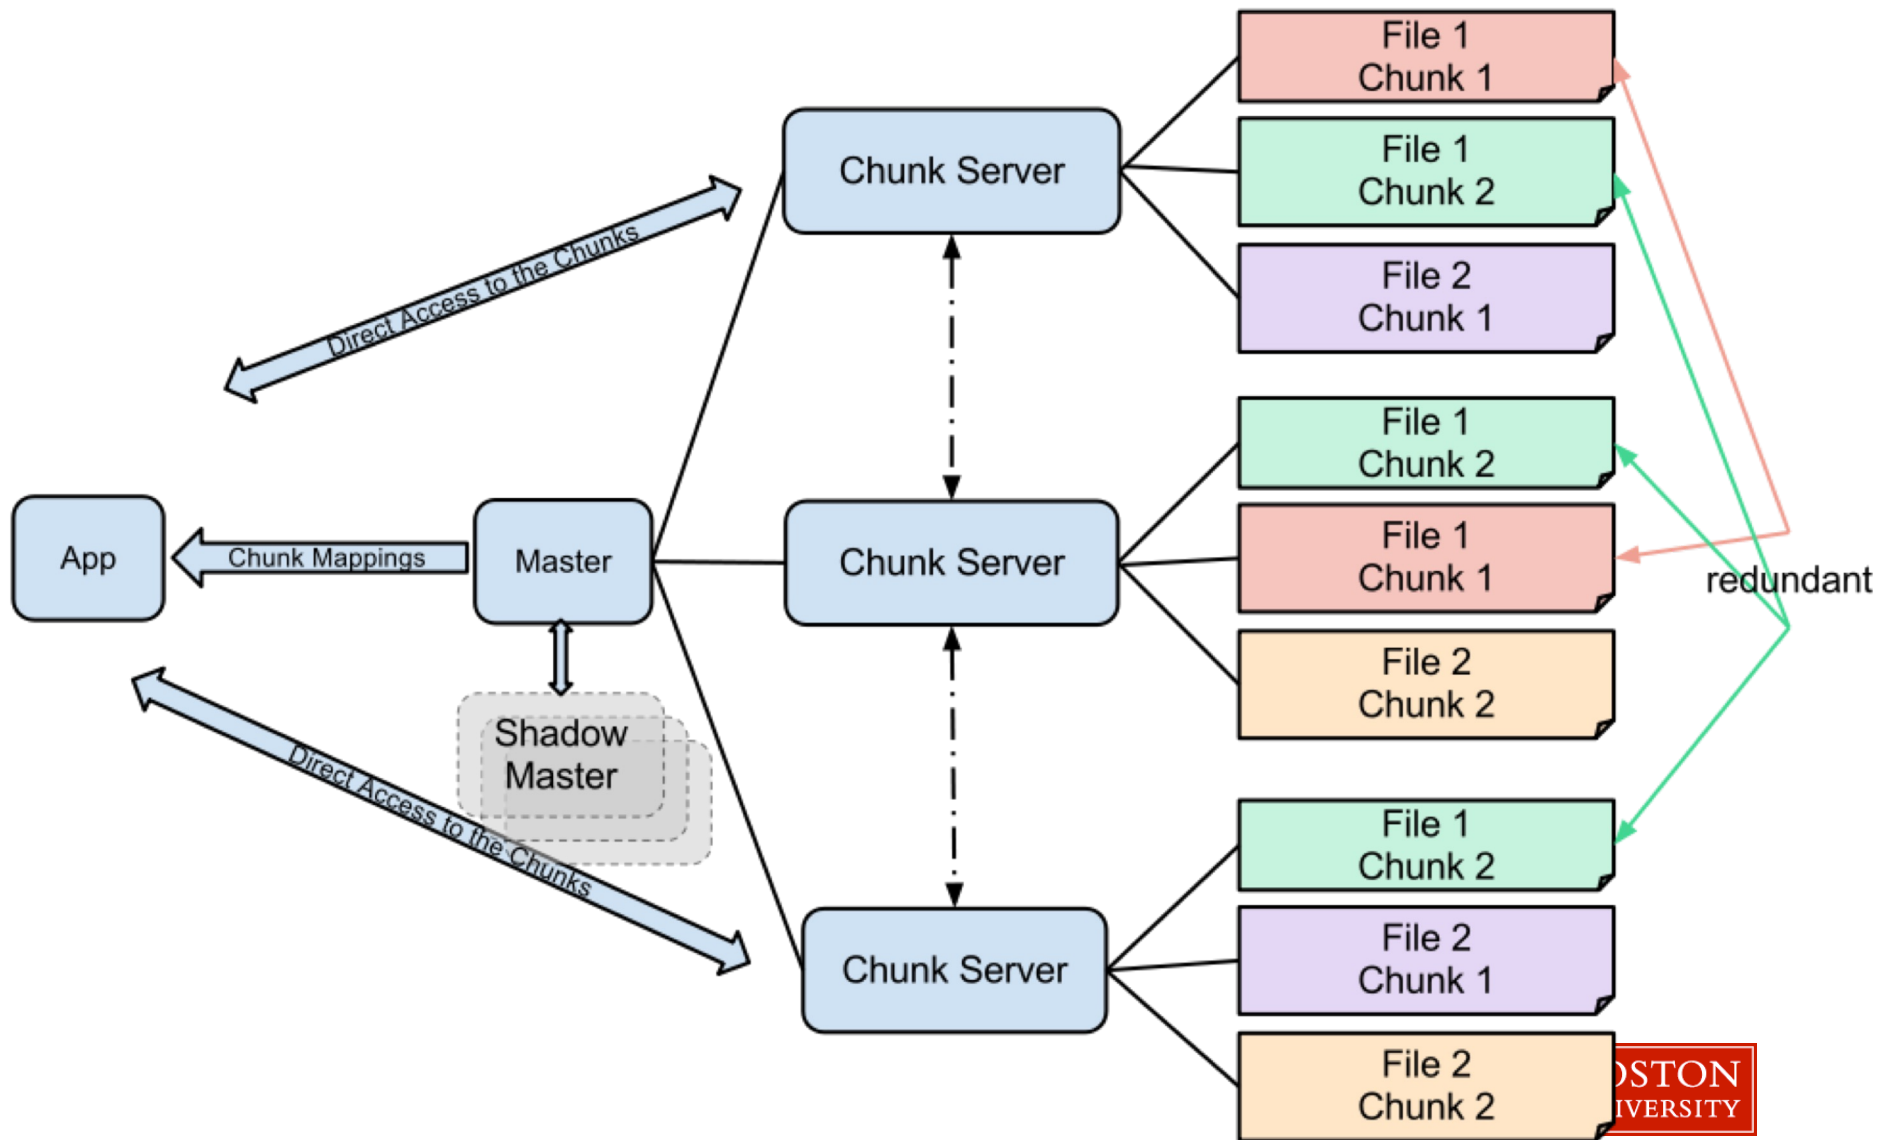 File 1
Chunk 1
File 1
Chunk 2
File 2
Chunk 1
Chunk Server
Direct Access to the Chunks
File 1
Chunk 2
File 1
Chunk 1
File 2
Chunk 2
Chunk Server
App
Chunk Mappings
Master
redundant
Shadow
Master
Direct Access to the Chunks
File 1
Chunk 2
File 2
Chunk 1
File 2
Chunk 2
Chunk Server
OSTON
IVERSITY